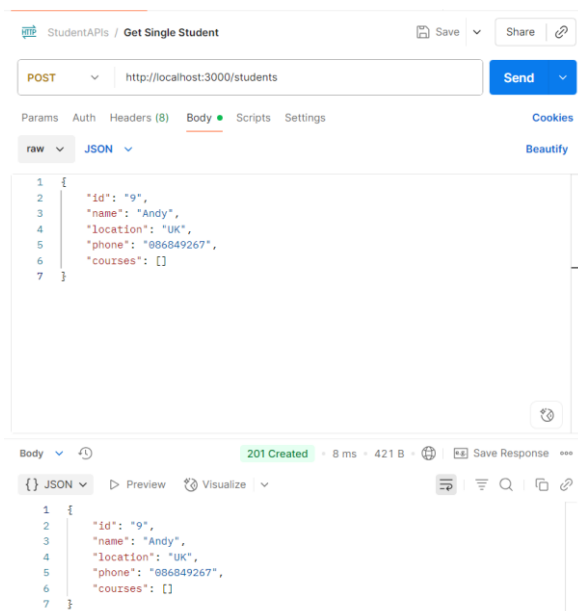 HTTP StudentAPIs / Get Single Student Save Share
POST http://localhost:3000/students Send
Params Auth Headers (8) Body Scripts Settings Cookies
raw JSON Beautify
1 {
2 "id": "9",
3 "name": "Andy",
4 "location": "UK",
5 "phone": "086849267",
6 "courses": []
7 }
Body 201 Created 8 ms 421 B Save Response
{} JSON Preview Visualize
1 {
2 "id": "9",
3 "name": "Andy",
4 "location": "UK",
5 "phone": "086849267",
6 "courses": []
7 }